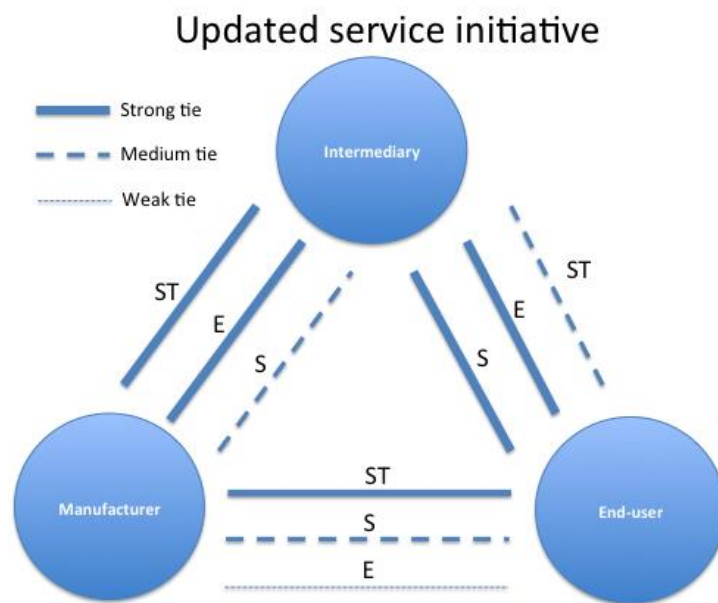 Updated service initiative
Strong tie
Medium tie
Weak tie
Intermediary
ST
E
S
ST
E
S
Manufacturer
ST
S
E
End-user